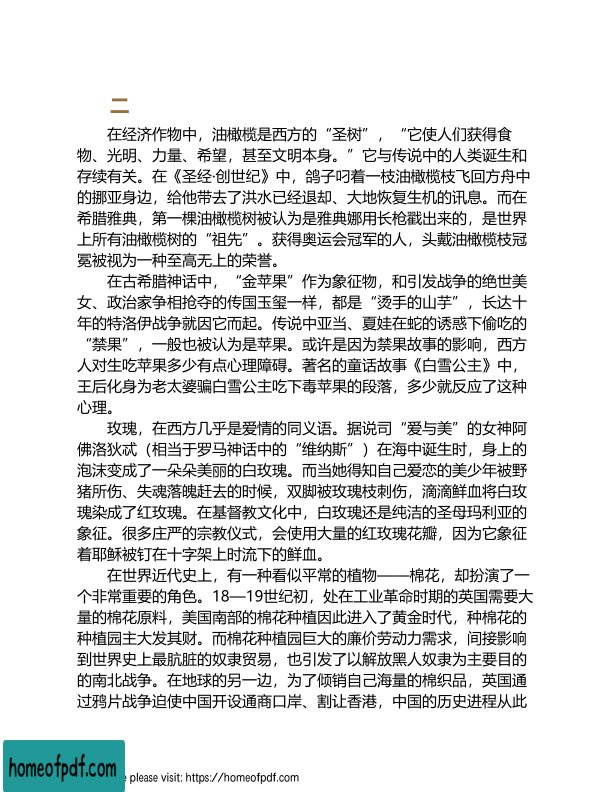 二
在经济作物中，油橄榄是西方的“圣树”，“它使人们获得食
物、光明、力量、希望，甚至文明本身。”它与传说中的人类诞生和
存续有关。在《圣经·创世纪》中，鸽子叼着一枝油橄榄枝飞回方舟中
的挪亚身边，给他带去了洪水已经退却、大地恢复生机的讯息。而在
希腊雅典，第一棵油橄榄树被认为是雅典娜用长枪戳出来的，是世界
上所有油橄榄树的“祖先”。获得奥运会冠军的人，头戴油橄榄枝冠
冕被视为一种至高无上的荣誉。
在古希腊神话中，“金苹果”作为象征物，和引发战争的绝世美
女、政治家争相抢夺的传国玉玺一样，都是“烫手的山芋”，长达十
年的特洛伊战争就因它而起。传说中亚当、夏娃在蛇的诱惑下偷吃的
“禁果”，一般也被认为是苹果。或许是因为禁果故事的影响，西方
人对生吃苹果多少有点心理障碍。著名的童话故事《白雪公主》中，
王后化身为老太婆骗白雪公主吃下毒苹果的段落，多少就反应了这种
心理。
玫瑰，在西方几乎是爱情的同义语。据说司“爱与美”的女神阿
佛洛狄忒（相当于罗马神话中的“维纳斯”）在海中诞生时，身上的
泡沫变成了一朵朵美丽的白玫瑰。而当她得知自己爱恋的美少年被野
猪所伤、失魂落魄赶去的时候，双脚被玫瑰枝刺伤，滴滴鲜血将白玫
瑰染成了红玫瑰。在基督教文化中，白玫瑰还是纯洁的圣母玛利亚的
象征。很多庄严的宗教仪式，会使用大量的红玫瑰花瓣，因为它象征
着耶稣被钉在十字架上时流下的鲜血。
在世界近代史上，有一种看似平常的植物——棉花，却扮演了一
个非常重要的角色。18—19世纪初，处在工业革命时期的英国需要大
量的棉花原料，美国南部的棉花种植因此进入了黄金时代，种棉花的
种植园主大发其财。而棉花种植园巨大的廉价劳动力需求，间接影响
到世界史上最肮脏的奴隶贸易，也引发了以解放黑人奴隶为主要目的
的南北战争。在地球的另一边，为了倾销自己海量的棉织品，英国通
过鸦片战争迫使中国开设通商口岸、割让香港，中国的历史进程从此
homeofpdf.com
e please visit: https://homeofpdf.com